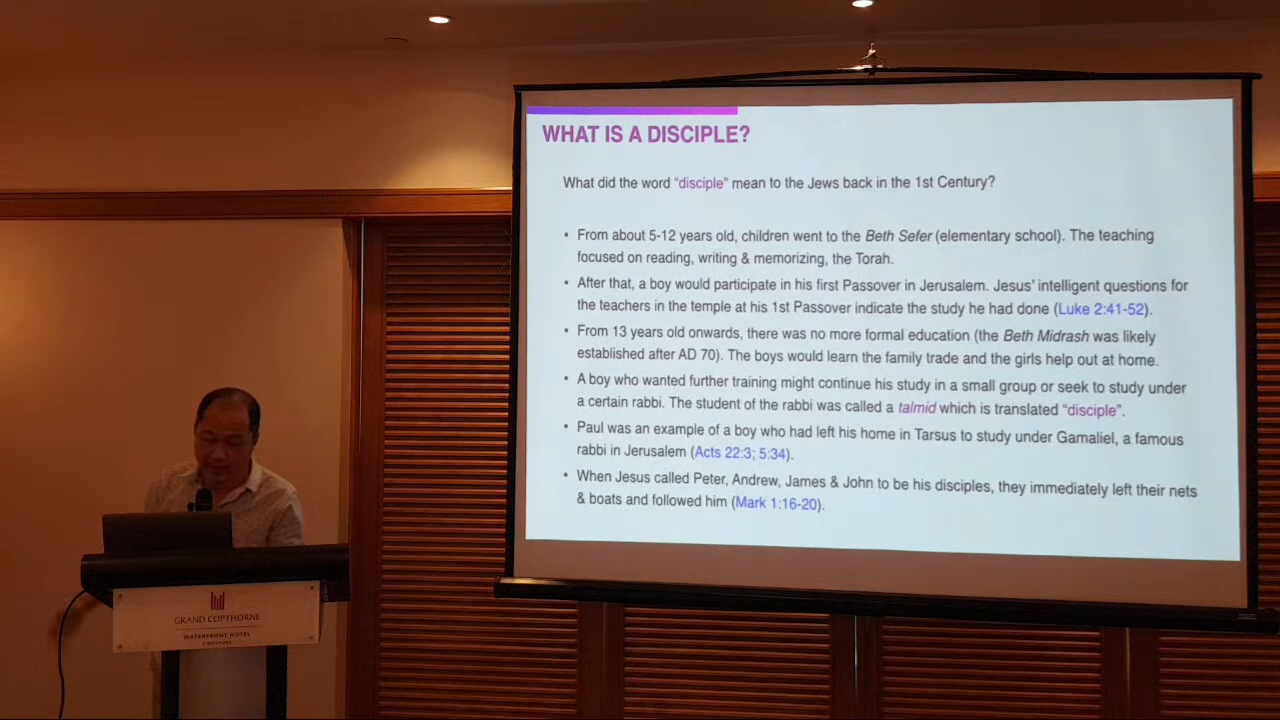 WHAT IS A DISCIPLE?
What did the word “disciple” mean to the Jews back in the 1st Century?
• From about 5-12 years old, children went to the Beth Sefer (elementary school). The teaching
focused on reading, writing & memorizing, the Torah.
• After that, a boy would participate in his first Passover in Jerusalem. Jesus’ intelligent questions for
the teachers in the temple at his 1st Passover indicate the study he had done (Luke 2:41-52).
• From 13 years old onwards, there was no more formal education (the Beth Midrash was likely
established after AD 70). The boys would learn the family trade and the girls help out at home.
• A boy who wanted further training might continue his study in a small group or seek to study under
a certain rabbi. The student of the rabbi was called a talmid which is translated “disciple”.
• Paul was an example of a boy who had left his home in Tarsus to study under Gamaliel, a famous
rabbi in Jerusalem (Acts 22:3; 5:34).
• When Jesus called Peter, Andrew, James & John to be his disciples, they immediately left their nets
& boats and followed him (Mark 1:16-20).
GRAND COPTHORNE
WATERFRONT HOTEL